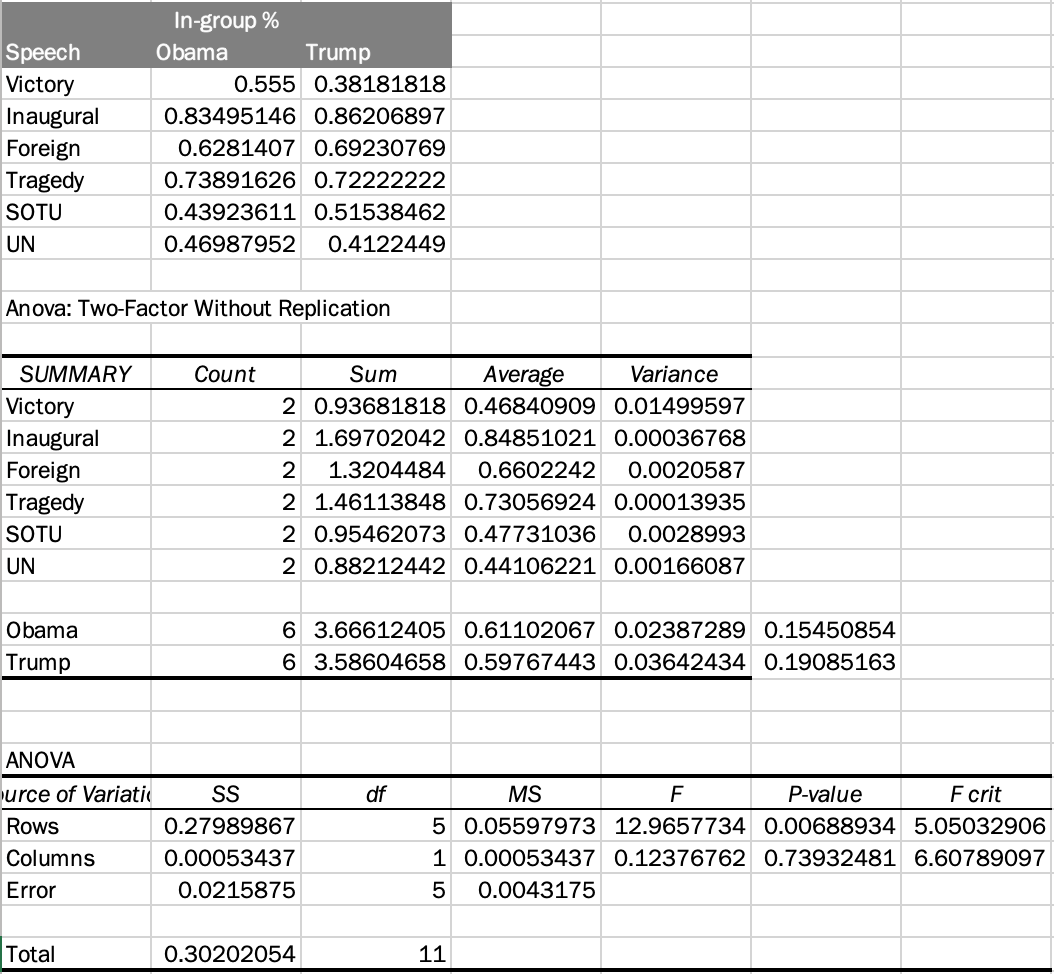 In-group %
Speech Obama Trump
Victory 0.555 0.38181818
Inaugural 0.83495146 0.86206897
Foreign 0.6281407 0.69230769
Tragedy 0.73891626 0.72222222
SOTU 0.43923611 0.51538462
UN 0.46987952 0.4122449
Anova: Two-Factor Without Replication
SUMMARY Count Sum Average Variance
Victory 2 0.93681818 0.46840909 0.01499597
Inaugural 2 1.69702042 0.84851021 0.00036768
Foreign 2 1.3204484 0.6602242 0.0020587
Tragedy 2 1.46113848 0.73056924 0.00013935
SOTU 2 0.95462073 0.47731036 0.0028993
UN 2 0.88212442 0.44106221 0.00166087
Obama 6 3.66612405 0.61102067 0.02387289 0.15450854
Trump 6 3.58604658 0.59767443 0.03642434 0.19085163
ANOVA
urce of Variatio SS df MS F P-value F crit
Rows 0.27989867 5 0.05597973 12.9657734 0.00688934 5.05032906
Columns 0.00053437 1 0.00053437 0.12376762 0.73932481 6.60789097
Error 0.0215875 5 0.0043175
Total 0.30202054 11